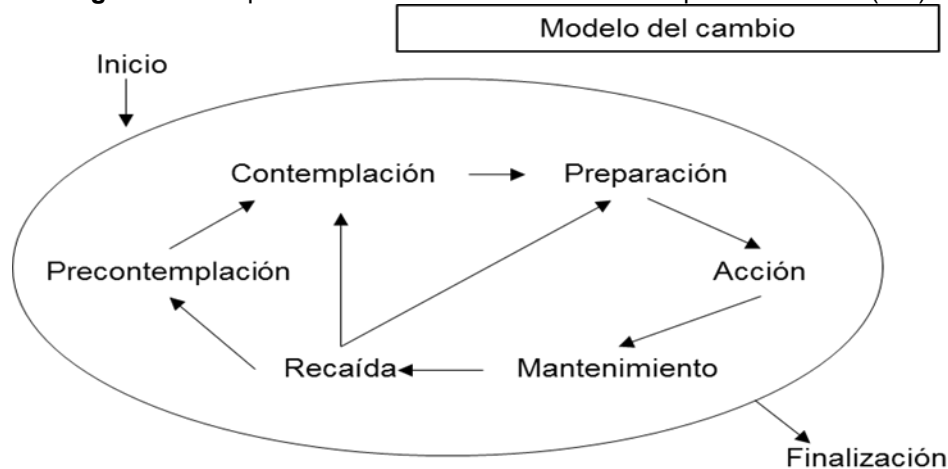 Modelo del cambio
Inicio
Contemplación
Preparación
Precontemplación
Acción
Recaída
Mantenimiento
Finalización